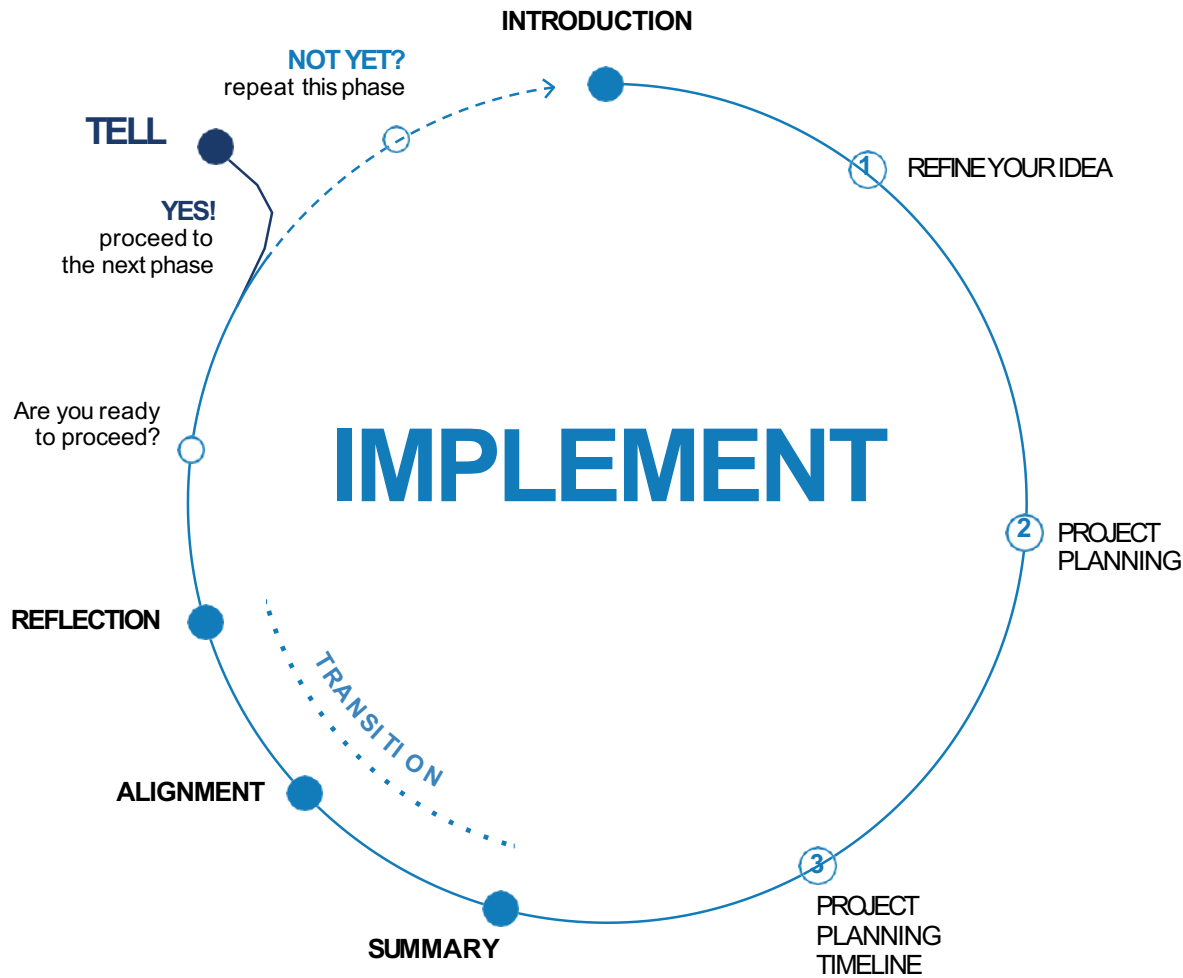 INTRODUCTION
NOT YET?
repeat this phase
TELL
1
REFINE YOUR IDEA
YES!
proceed to
the next phase
Are you ready
to proceed?
IMPLEMENT
2
PROJECT
PLANNING
REFLECTION
TRANSITION
ALIGNMENT
3
PROJECT
PLANNING
TIMELINE
SUMMARY